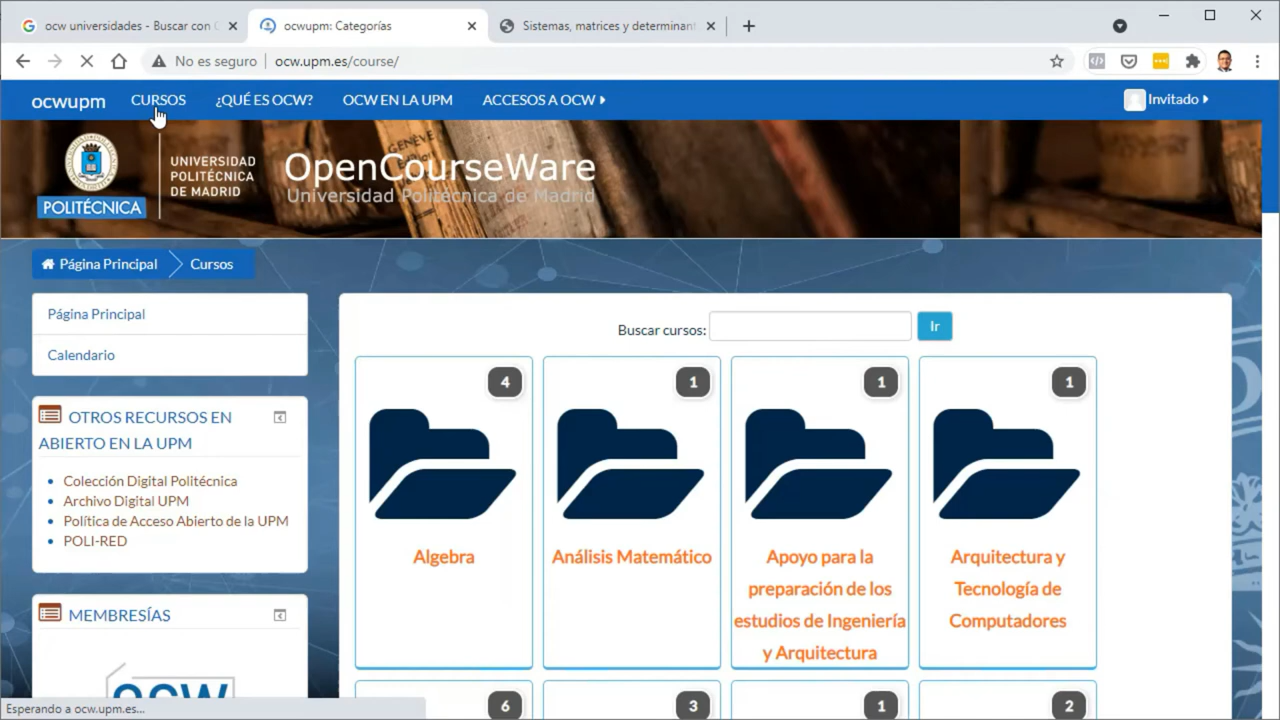 ocw universidades - Buscar con G
ocwupm: Categorías
Sistemas, matrices y determinant
No es seguro
ocw.upm.es/course/
ocwupm
CURSOS
¿QUÉ ES OCW?
OCW EN LA UPM
ACCESOS A OCW
Invitado
UNIVERSIDAD
POLITÉCNICA
DE MADRID
POLITÉCNICA
OpenCourseWare
Universidad Politécnica de Madrid
GENÈVE
Página Principal
Cursos
Página Principal
Calendario
OTROS RECURSOS EN
ABIERTO EN LA UPM
Colección Digital Politécnica
Archivo Digital UPM
Política de Acceso Abierto de la UPM
POLI-RED
MEMBRESÍAS
OCW
Buscar cursos:
Ir
4
1
1
1
Algebra
Análisis Matemático
Apoyo para la
preparación de los
estudios de Ingeniería
y Arquitectura
Arquitectura y
Tecnología de
Computadores
6
3
1
2
Esperando a ocw.upm.es...